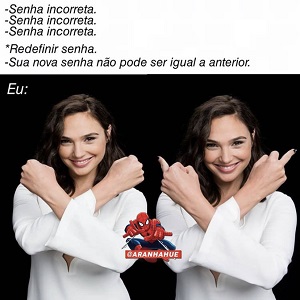 -Senha incorreta.
-Senha incorreta.
-Senha incorreta.
*Redefinir senha.
-Sua nova senha não pode ser igual a anterior.
Eu:
@ARANHAHUE